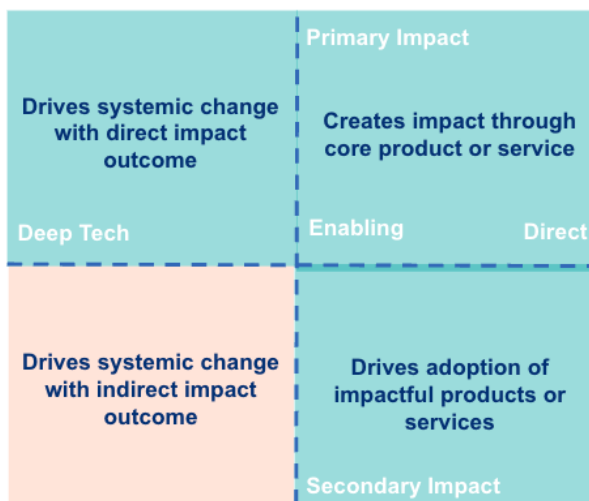 Primary Impact
Drives systemic change
with direct impact
outcome
Creates impact through
core product or service
Deep Tech
Enabling
Direct
Drives systemic change
with indirect impact
outcome
Drives adoption of
impactful products or
services
Secondary Impact